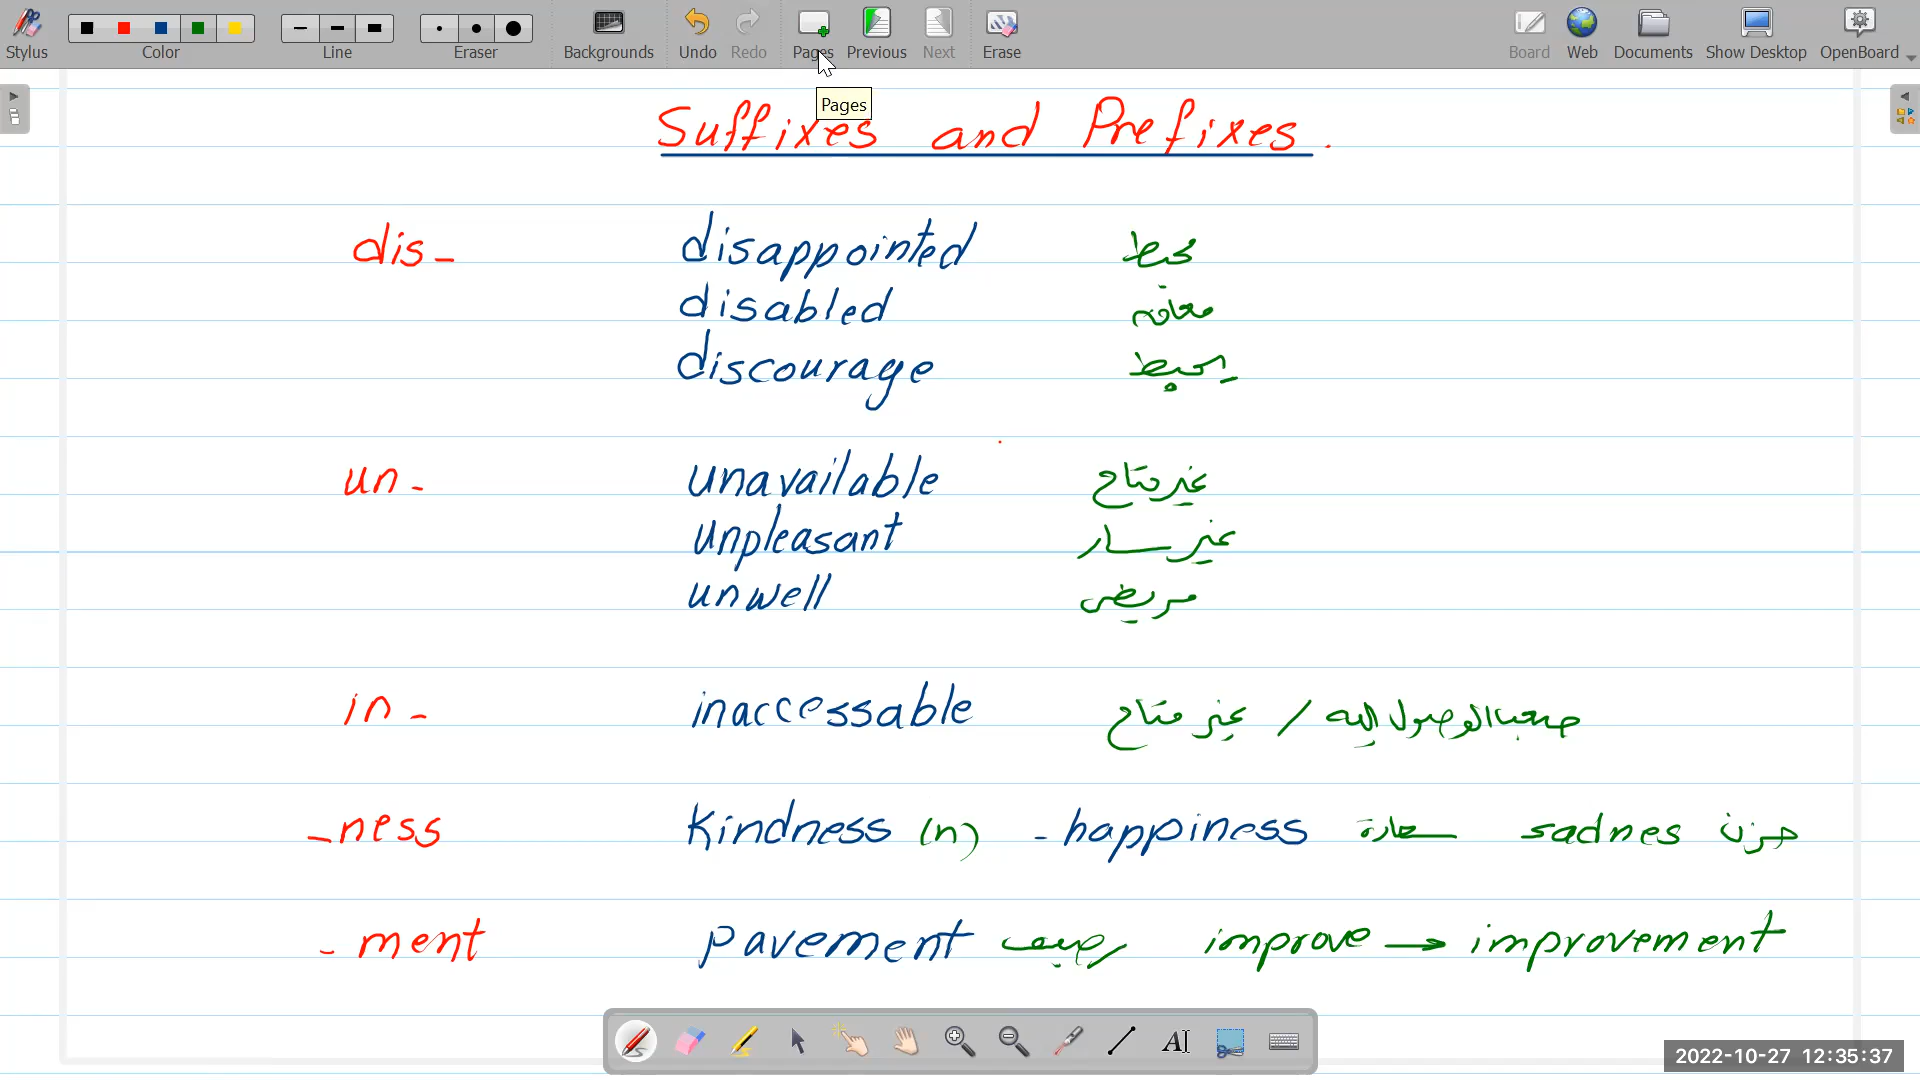 Stylus Color Line Eraser Backgrounds Undo Redo Pages Previous Next Erase Board Web Documents Show Desktop OpenBoard
Pages
Suffixes and Prefixes.
dis- disappointed محبط
disabled معاق
discourage يحبط
un- unavailable غير متاح
unpleasant غير سار
unwell مريض
in- inaccessable صعب الوصول اليه / غير متاح
-ness Kindness (n) - happiness سعادة sadnes حزن
- ment pavement رصيف improve → improvement
AI
2022-10-27 12:35:37